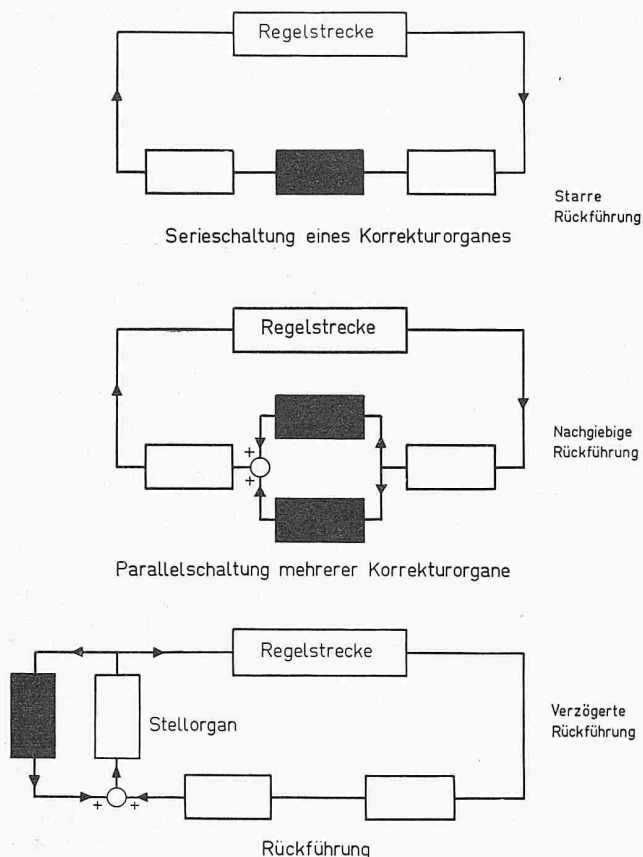 Regelstrecke
Starre
Rückführung
Serieschaltung eines Korrekturorganes
Regelstrecke
+
+
Nachgiebige
Rückführung
Parallelschaltung mehrerer Korrekturorgane
Regelstrecke
Stellorgan
Verzögerte
Rückführung
+ +
Rückführung